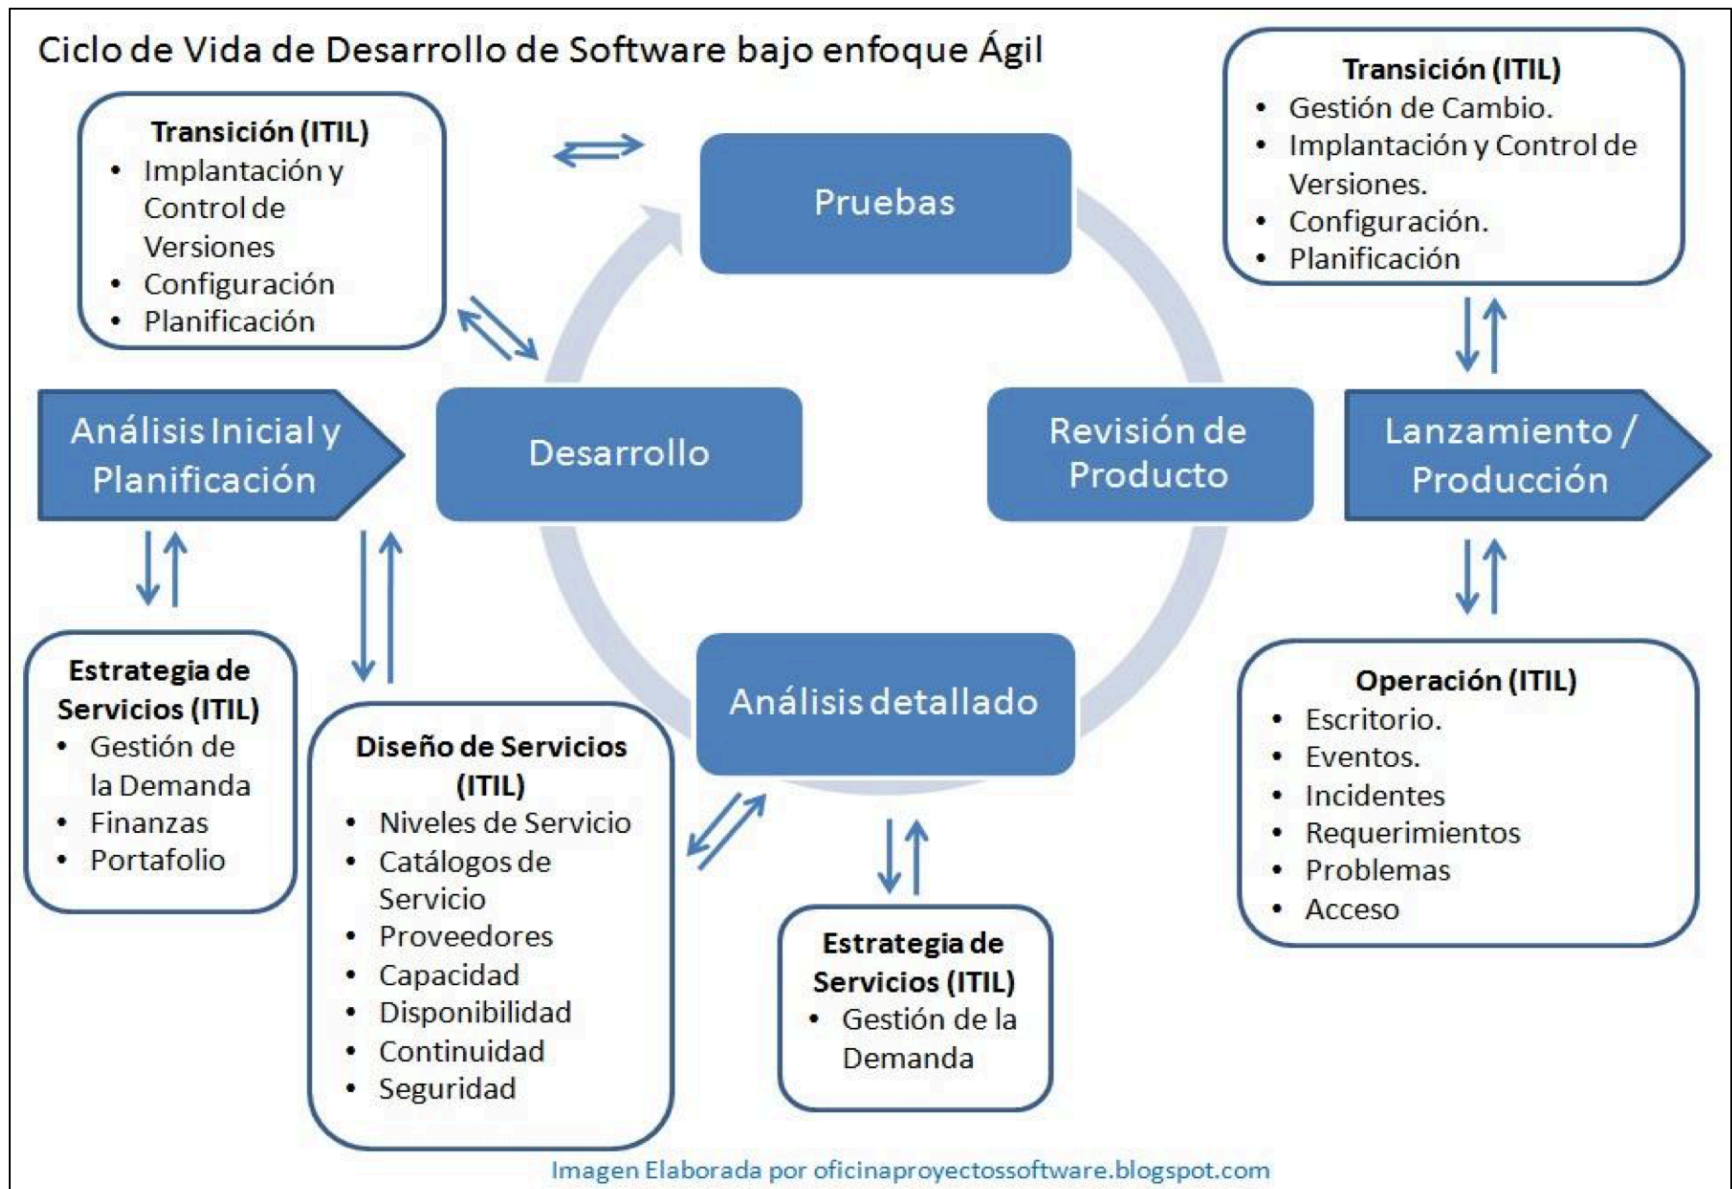 Ciclo de Vida de Desarrollo de Software bajo enfoque Ágil
Transición (ITIL)
• Implantación y
Control de
Versiones
• Configuración
• Planificación
Pruebas
Transición (ITIL)
• Gestión de Cambio.
• Implantación y Control de
Versiones.
• Configuración.
• Planificación
Análisis Inicial y
Planificación
Desarrollo
Revisión de
Producto
Lanzamiento /
Producción
Estrategia de
Servicios (ITIL)
• Gestión de
la Demanda
• Finanzas
• Portafolio
Diseño de Servicios
(ITIL)
• Niveles de Servicio
• Catálogos de
Servicio
• Proveedores
• Capacidad
• Disponibilidad
• Continuidad
• Seguridad
Análisis detallado
Estrategia de
Servicios (ITIL)
• Gestión de la
Demanda
Operación (ITIL)
• Escritorio.
• Eventos.
• Incidentes
• Requerimientos
• Problemas
• Acceso
Imagen Elaborada por oficinaproyectossoftware.blogspot.com